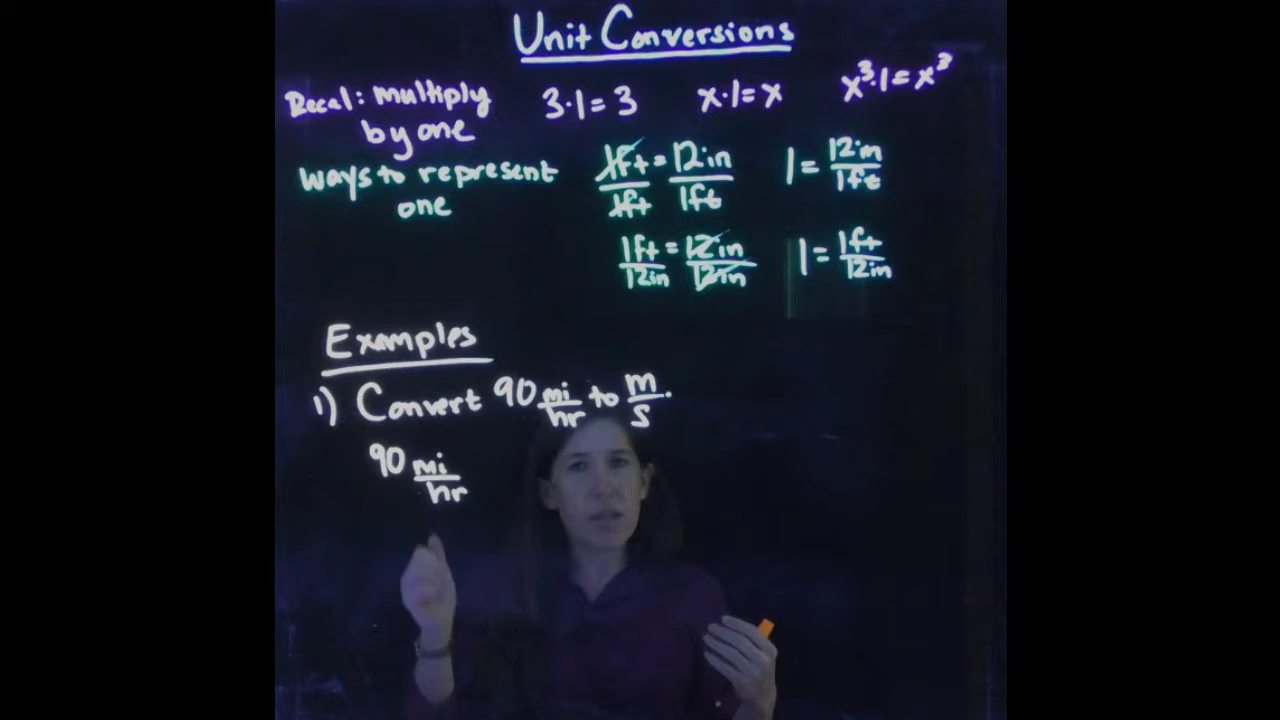 Unit Conversions
Recal: multiply by one 3·1=3 x·1=x x³·1=x³
ways to represent one
1ft/1ft = 12in/1ft 1 = 12in/1ft
1ft/12in = 12in/12in 1 = 1ft/12in
Examples
1) Convert 90 mi/hr to m/s.
90 mi/hr